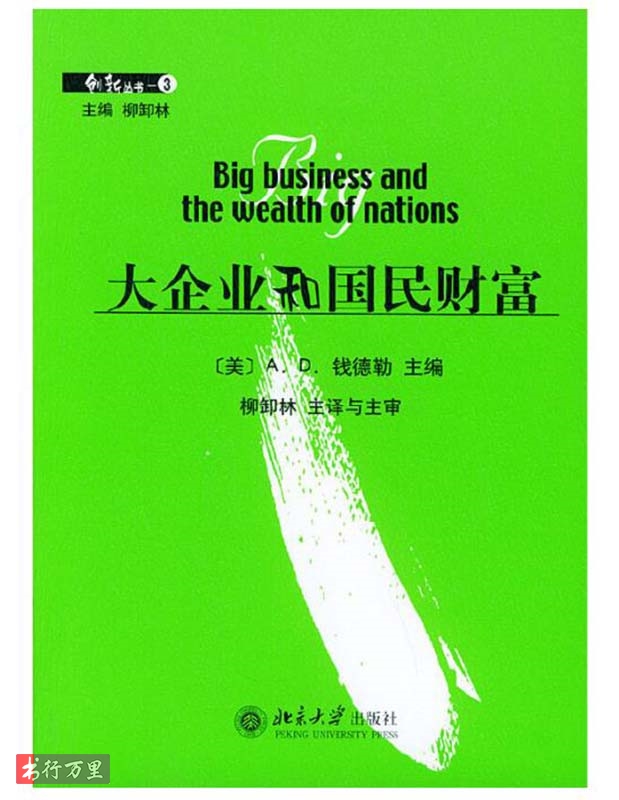 创新丛书—3
主编 柳卸林
Big
Big business and
the wealth of nations
大企业和国民财富
〔美〕A．D．钱德勒 主编
柳卸林 主译与主审
北京大学出版社
PEKING UNIVERSITY PRESS
书行万里